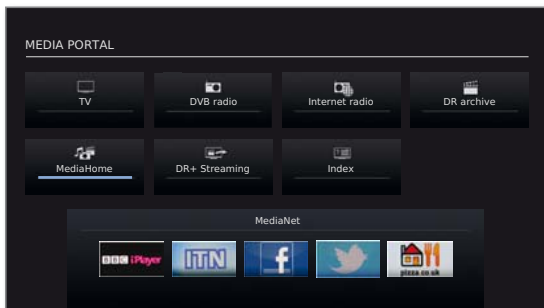 MEDIA PORTAL
TV
DVB radio
Internet radio
DR archive
MediaHome
DR+ Streaming
Index
MediaNet
BBC iPlayer
ITN
f
pizza.co.uk